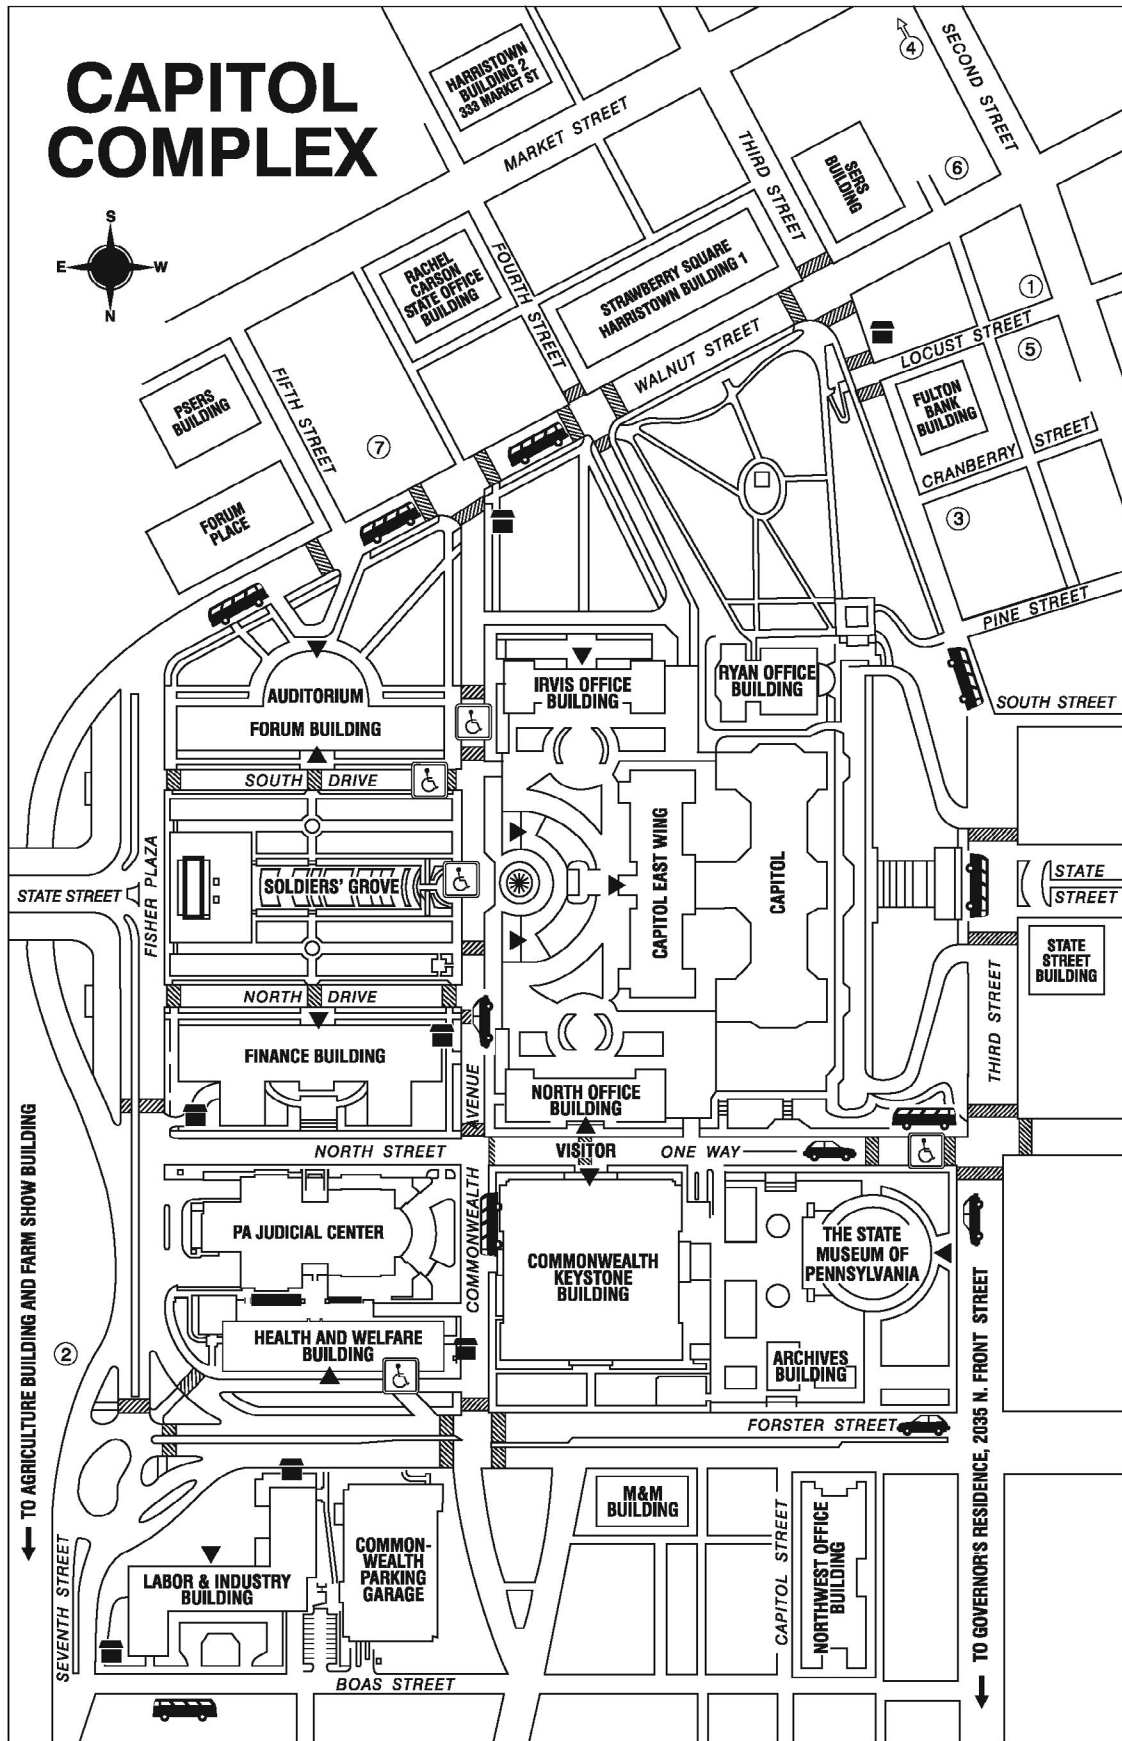 CAPITOL
COMPLEX
S
E
W
N
HARRISTOWN
BUILDING 2
333 MARKET ST
MARKET STREET
SECOND STREET
4
THIRD STREET
SERS
BUILDING
6
RACHEL
CARSON
STATE OFFICE
BUILDING
FOURTH STREET
STRAWBERRY SQUARE
HARRISTOWN BUILDING 1
WALNUT STREET
1
LOCUST STREET
5
PSERS
BUILDING
FIFTH STREET
7
FULTON
BANK
BUILDING
CRANBERRY STREET
3
FORUM
PLACE
PINE STREET
SOUTH STREET
AUDITORIUM
FORUM BUILDING
IRVIS OFFICE
BUILDING
RYAN OFFICE
BUILDING
SOUTH DRIVE
STATE STREET
FISHER PLAZA
SOLDIERS' GROVE
CAPITOL EAST WING
CAPITOL
STATE
STREET
STATE
STREET
BUILDING
NORTH DRIVE
THIRD STREET
FINANCE BUILDING
COMMONWEALTH AVENUE
NORTH OFFICE
BUILDING
NORTH STREET
VISITOR
ONE WAY
PA JUDICIAL CENTER
COMMONWEALTH
KEYSTONE
BUILDING
THE STATE
MUSEUM OF
PENNSYLVANIA
HEALTH AND WELFARE
BUILDING
ARCHIVES
BUILDING
2
FORSTER STREET
TO AGRICULTURE BUILDING AND FARM SHOW BUILDING
TO GOVERNOR'S RESIDENCE, 2035 N. FRONT STREET
M&M
BUILDING
CAPITOL STREET
NORTHWEST OFFICE
BUILDING
COMMON-
WEALTH
PARKING
GARAGE
LABOR & INDUSTRY
BUILDING
SEVENTH STREET
BOAS STREET